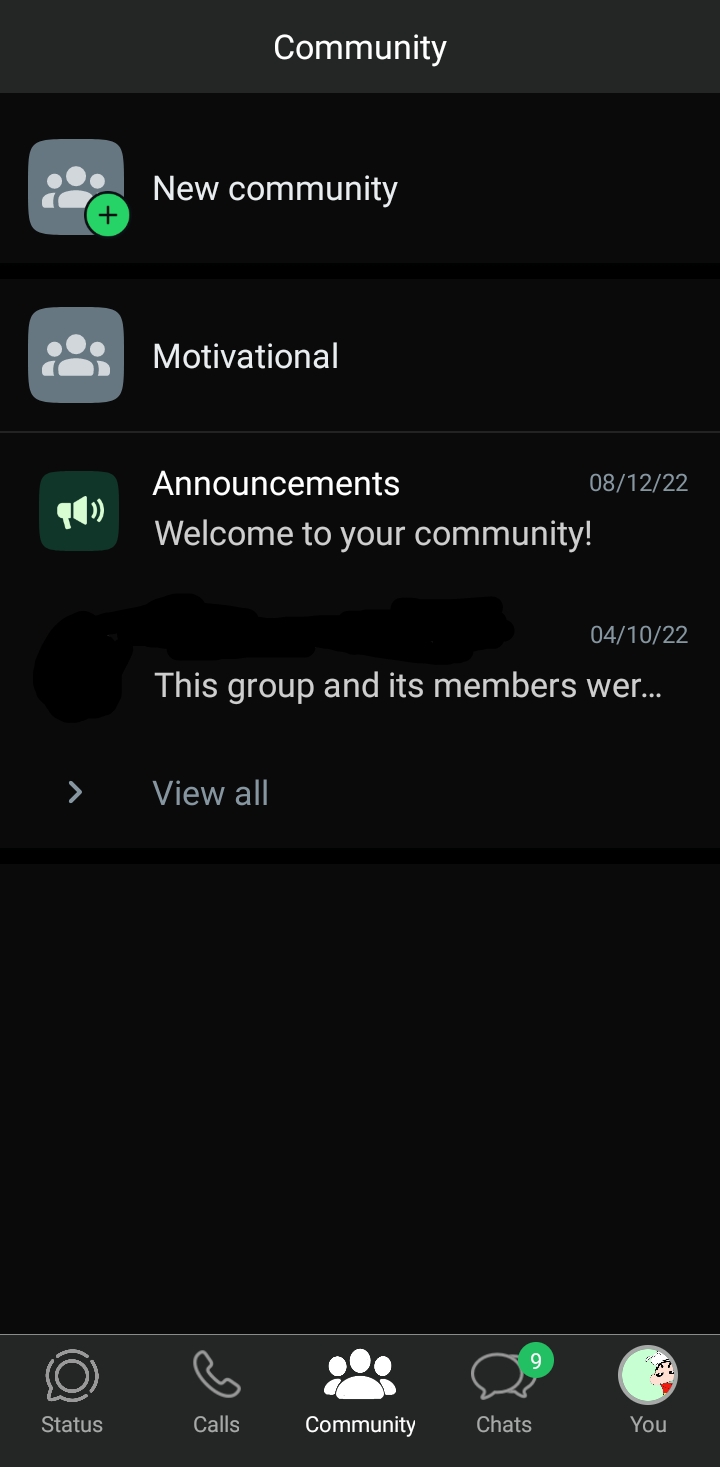 Community
New community
Motivational
Announcements 08/12/22
Welcome to your community!
04/10/22
This group and its members wer...
View all
9
Status Calls Community Chats You